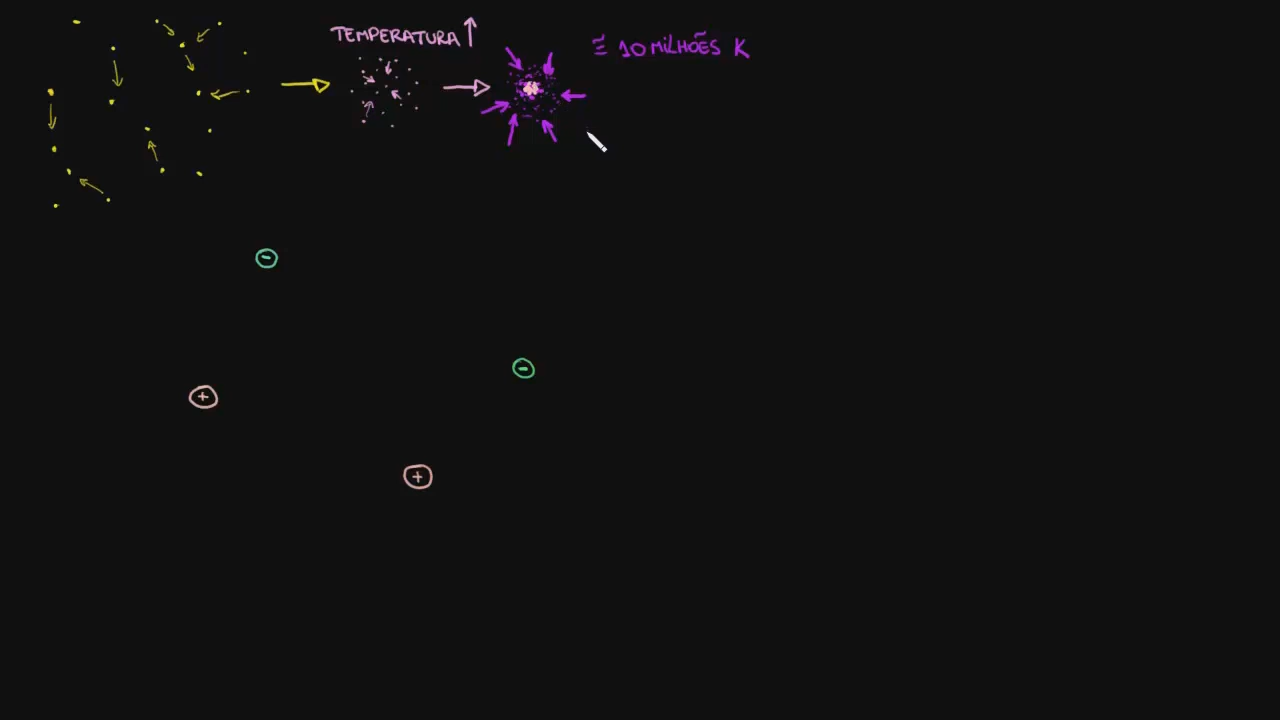 TEMPERATURA ↑
≡ 10 MILHÕES K
-
-
+
+